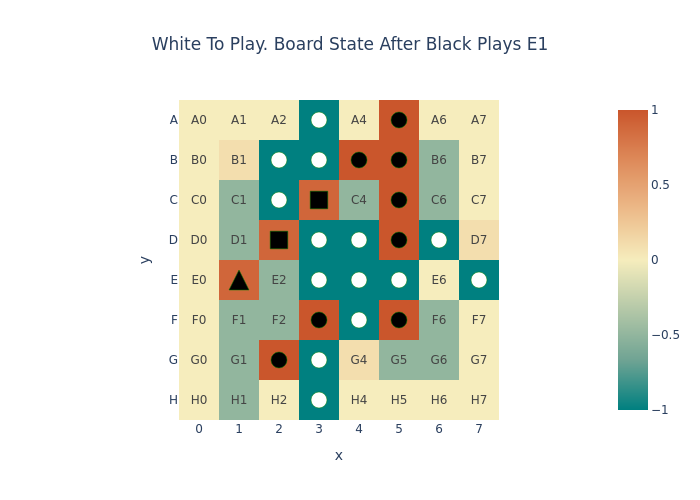 White To Play. Board State After Black Plays E1
A A0 A1 A2 A4 A6 A7
B B0 B1 B6 B7
C C0 C1 C4 C6 C7
D D0 D1 D7
E E0 E2 E6
F F0 F1 F2 F6 F7
G G0 G1 G4 G5 G6 G7
H H0 H1 H2 H4 H5 H6 H7
0 1 2 3 4 5 6 7
x
y
1
0.5
0
−0.5
−1